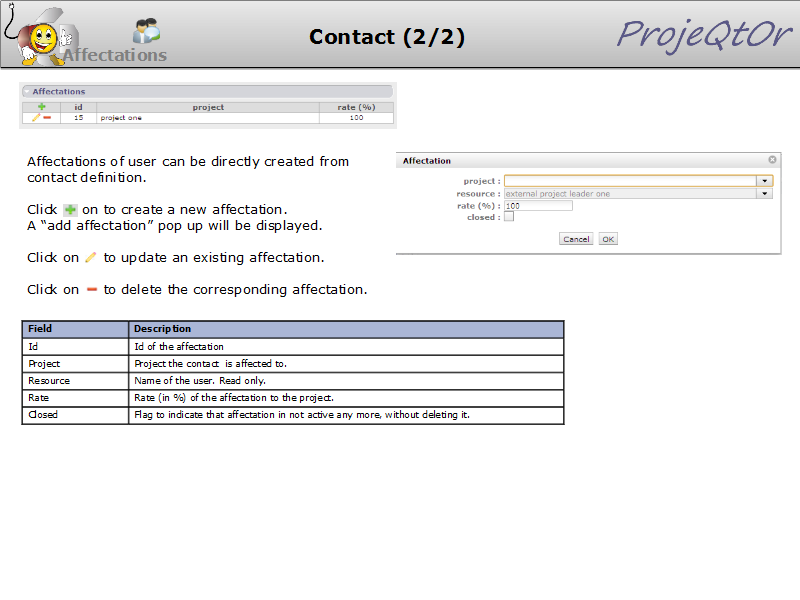 Affectations
Contact (2/2)
ProjeQtOr
Affectations
id project rate (%)
15 project one 100
Affectations of user can be directly created from
contact definition.
Click on to create a new affectation.
A “add affectation” pop up will be displayed.
Click on to update an existing affectation.
Click on to delete the corresponding affectation.
Affectation
project :
resource : external project leader one
rate (%) : 100
closed :
Cancel OK
Field Description
Id Id of the affectation
Project Project the contact is affected to.
Resource Name of the user. Read only.
Rate Rate (in %) of the affectation to the project.
Closed Flag to indicate that affectation in not active any more, without deleting it.